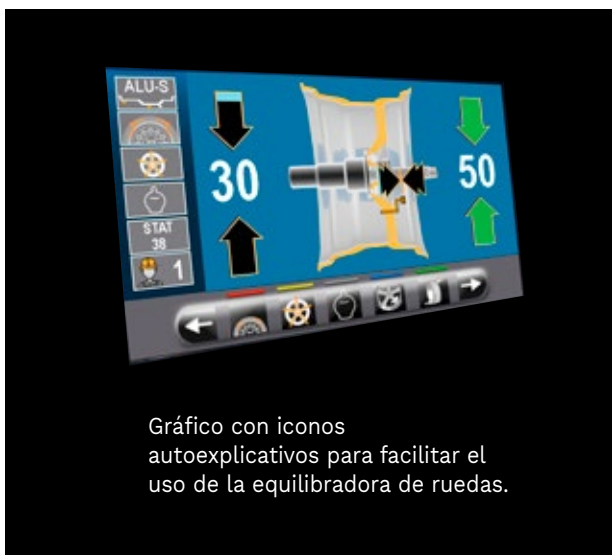 ALU-S
30
50
STAT
38
1
Gráfico con iconos
autoexplicativos para facilitar el
uso de la equilibradora de ruedas.